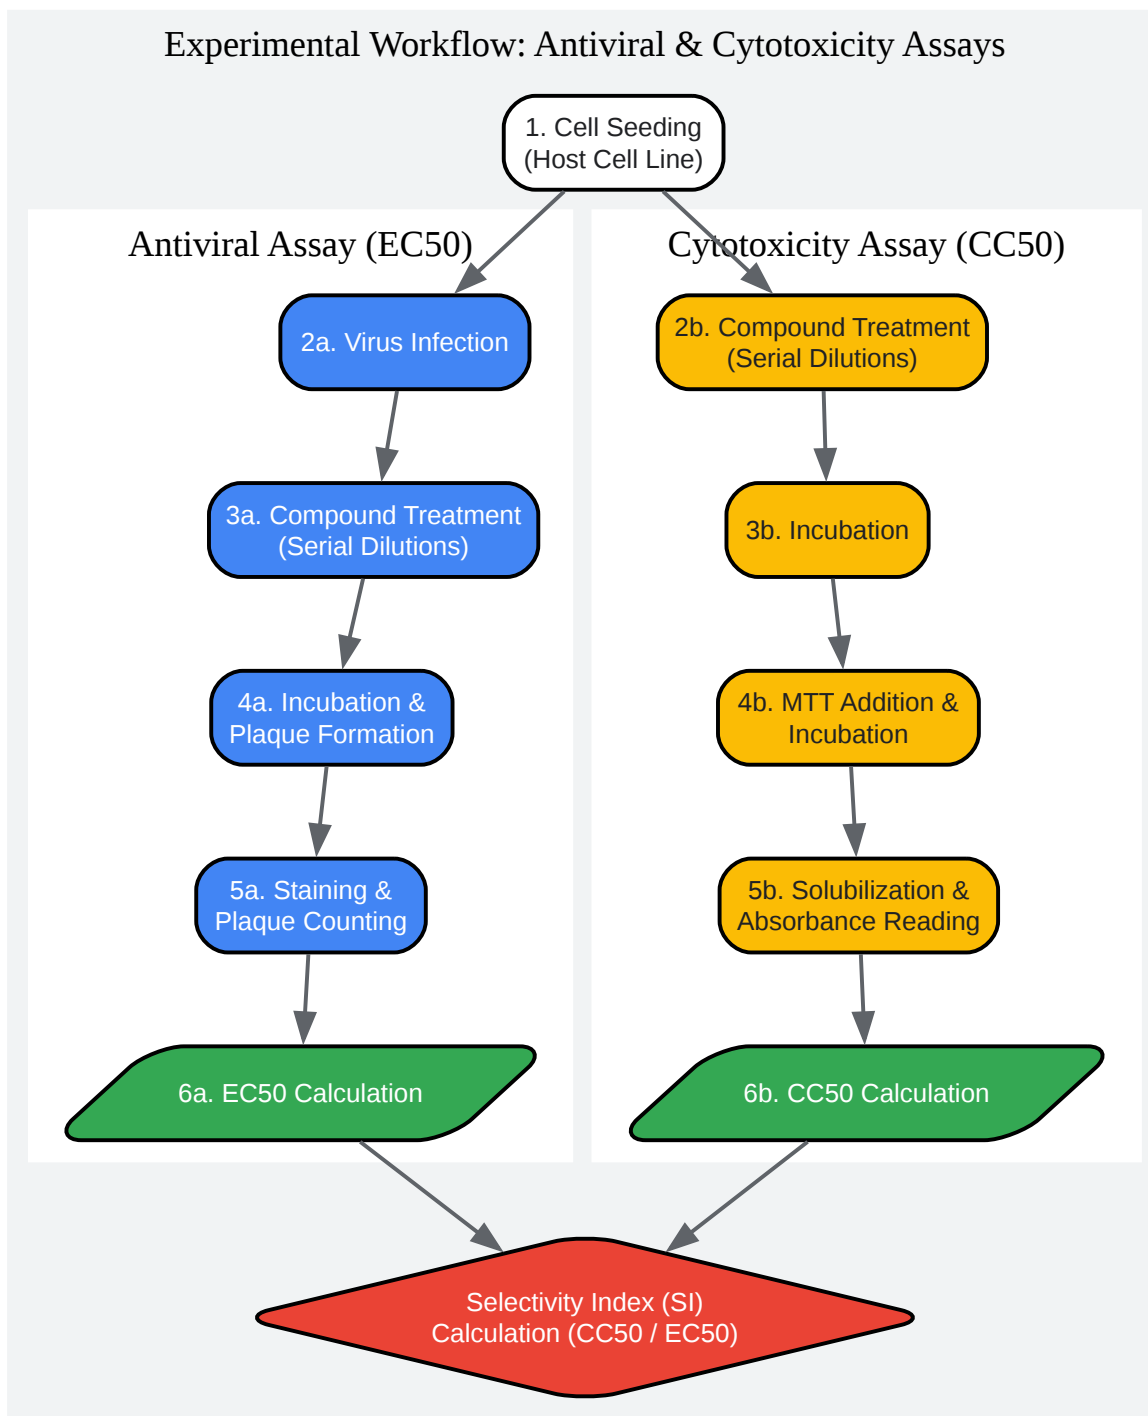 Experimental Workflow: Antiviral & Cytotoxicity Assays
1. Cell Seeding
(Host Cell Line)
Antiviral Assay (EC50)
2a. Virus Infection
3a. Compound Treatment
(Serial Dilutions)
4a. Incubation &
Plaque Formation
5a. Staining &
Plaque Counting
6a. EC50 Calculation
Cytotoxicity Assay (CC50)
2b. Compound Treatment
(Serial Dilutions)
3b. Incubation
4b. MTT Addition &
Incubation
5b. Solubilization &
Absorbance Reading
6b. CC50 Calculation
Selectivity Index (SI)
Calculation (CC50 / EC50)